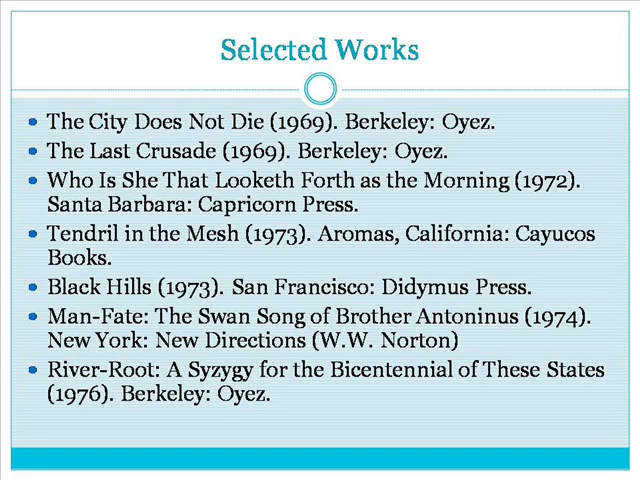 Selected Works
• The City Does Not Die (1969). Berkeley: Oyez.
• The Last Crusade (1969). Berkeley: Oyez.
• Who Is She That Looketh Forth as the Morning (1972).
Santa Barbara: Capricorn Press.
• Tendril in the Mesh (1973). Aromas, California: Cayucos
Books.
• Black Hills (1973). San Francisco: Didymus Press.
• Man-Fate: The Swan Song of Brother Antoninus (1974).
New York: New Directions (W.W. Norton)
• River-Root: A Syzygy for the Bicentennial of These States
(1976). Berkeley: Oyez.